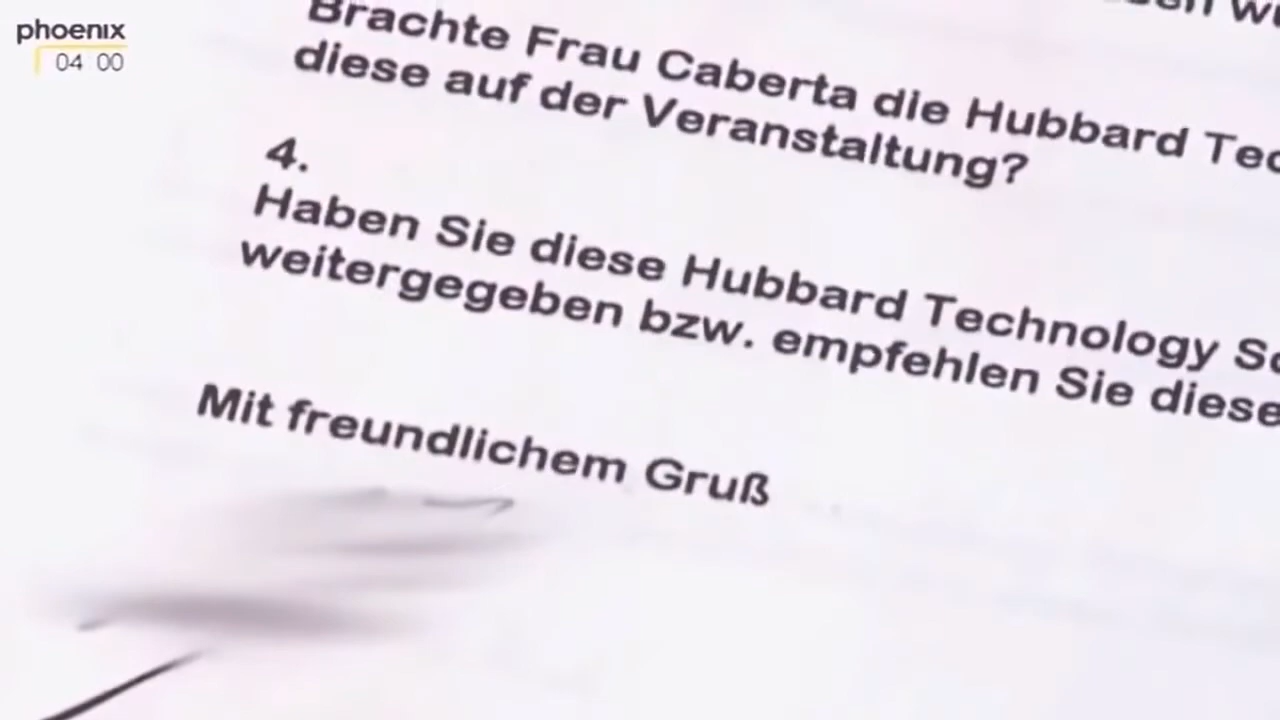 phoenix
04 00
Brachte Frau Caberta die Hubbard
diese auf der Veranstaltung?
4.
Haben Sie diese Hubbard Technology
weitergegeben bzw. empfehlen Sie diese
Mit freundlichem Gruß